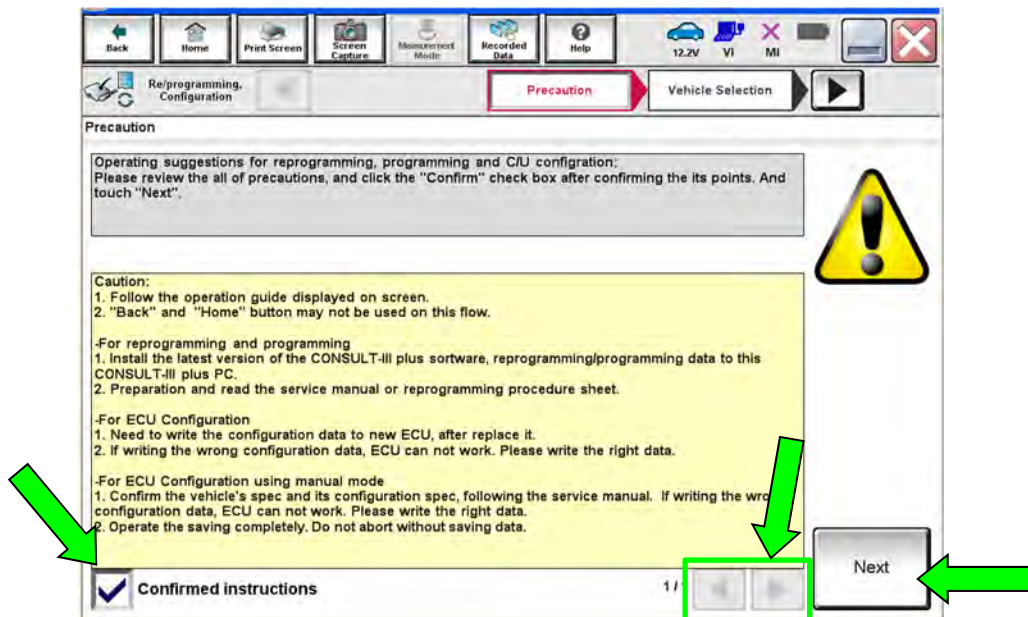 Back
Home
Print Screen
Screen
Capture
Measurement
Mode
Recorded
Data
Help
12.2V
VI
MI
Re/programming,
Configuration
Precaution
Vehicle Selection
Precaution
Operating suggestions for reprogramming, programming and C/U configration:
Please review the all of precautions, and click the "Confirm" check box after confirming the its points. And
touch "Next".
Caution:
1. Follow the operation guide displayed on screen.
2. "Back" and "Home" button may not be used on this flow.
-For reprogramming and programming
1. Install the latest version of the CONSULT-III plus sortware, reprogramming/programming data to this
CONSULT-III plus PC.
2. Preparation and read the service manual or reprogramming procedure sheet.
-For ECU Configuration
1. Need to write the configuration data to new ECU, after replace it.
2. If writing the wrong configuration data, ECU can not work. Please write the right data.
-For ECU Configuration using manual mode
1. Confirm the vehicle's spec and its configuration spec, following the service manual. If writing the
configuration data, ECU can not work. Please write the right data.
2. Operate the saving completely. Do not abort without saving data.
Confirmed instructions
1/
Next